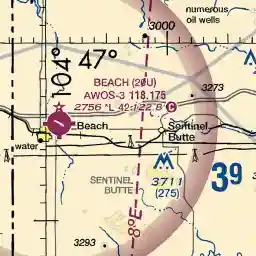 numerous
oil wells
3000
104° 47°
BEACH (20U)
AWOS-3 118.175
2756 *L 42 122.8 C
3273
Beach
Sentinel
Butte
water
SENTINEL
BUTTE
3711
(275)
39
8°E
3293